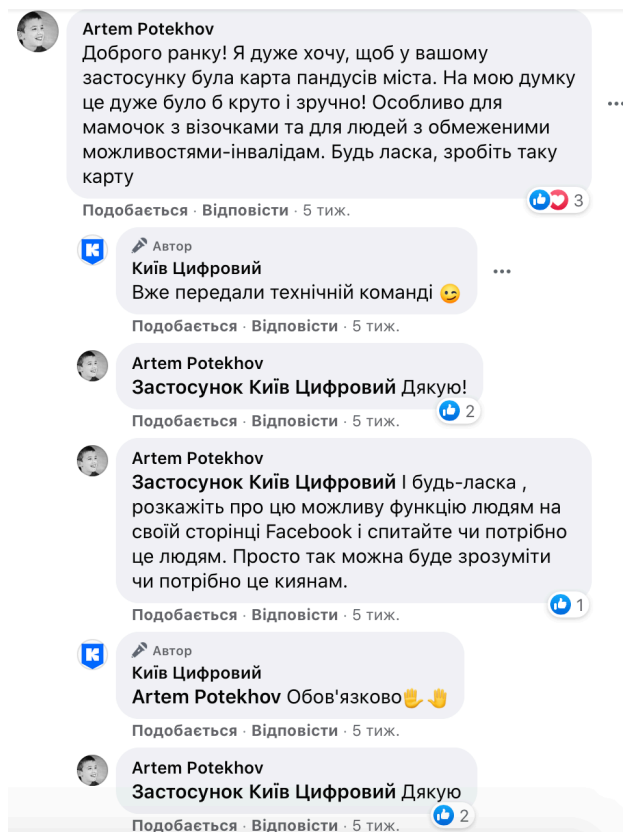 Artem Potekhov
Доброго ранку! Я дуже хочу, щоб у вашому
застосунку була карта пандусів міста. На мою думку
це дуже було б круто і зручно! Особливо для
мамочок з візочками та для людей з обмеженими
можливостями-інвалідам. Будь ласка, зробіть таку
карту
3
Подобається · Відповісти · 5 тиж.
Автор
Київ Цифровий
Вже передали технічній команді 😉
Подобається · Відповісти · 5 тиж.
Artem Potekhov
Застосунок Київ Цифровий Дякую!
2
Подобається · Відповісти · 5 тиж.
Artem Potekhov
Застосунок Київ Цифровий І будь-ласка ,
розкажіть про цю можливу функцію людям на
своїй сторінці Facebook і спитайте чи потрібно
це людям. Просто так можна буде зрозуміти
чи потрібно це киянам.
1
Подобається · Відповісти · 5 тиж.
Автор
Київ Цифровий
Artem Potekhov Обов'язково🖐🤚
Подобається · Відповісти · 5 тиж.
Artem Potekhov
Застосунок Київ Цифровий Дякую
2
Подобається · Відповісти · 5 тиж.